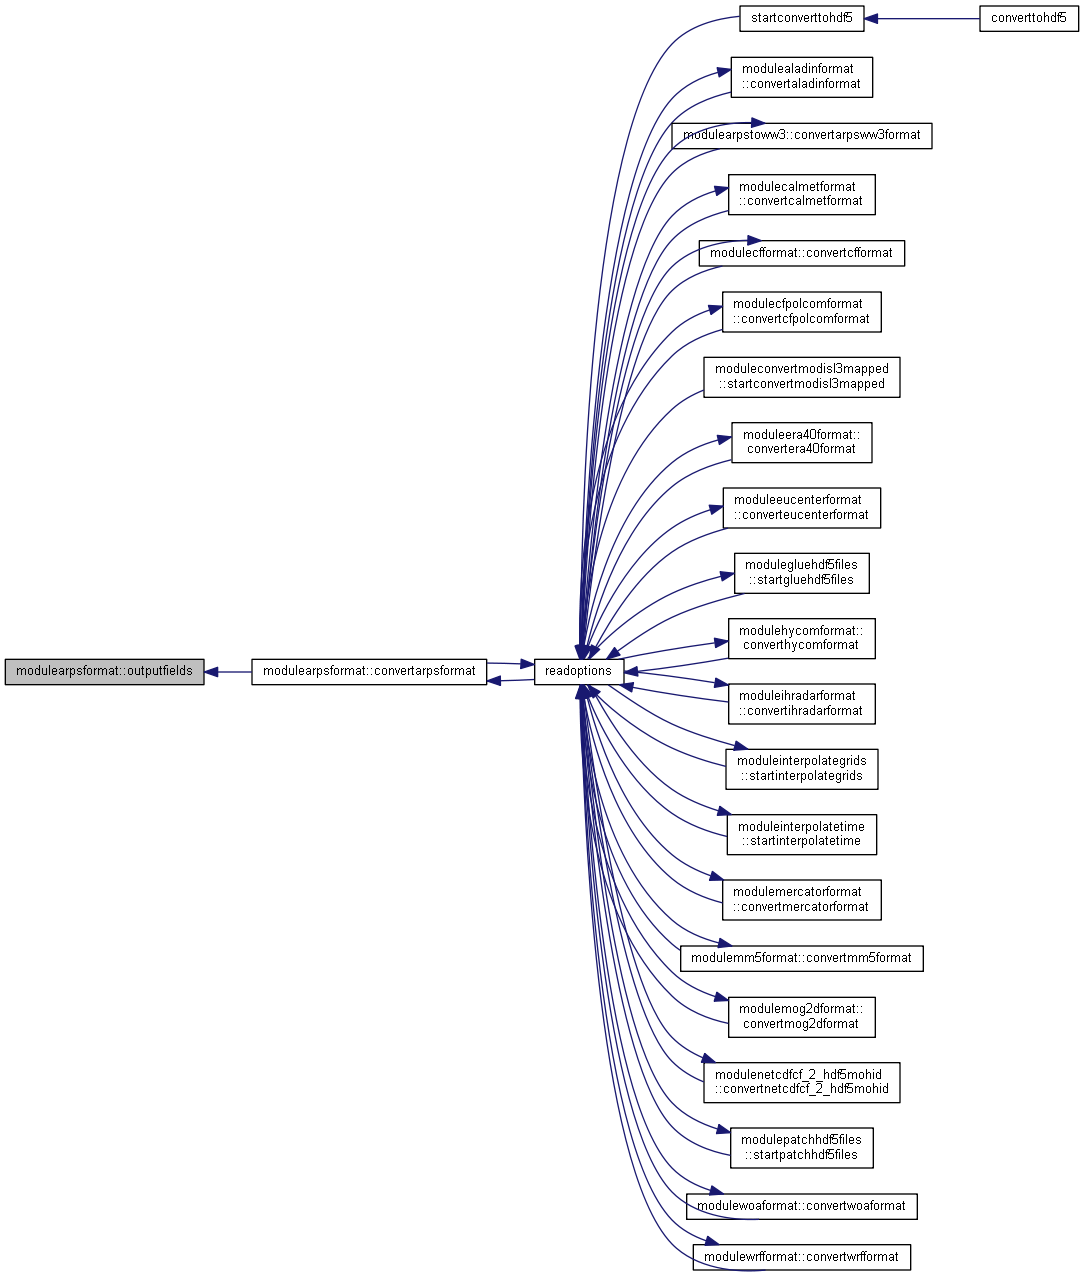 startconverttohdf5
converttohdf5
modulealadinformat
::convertaladinformat
modulearpstoww3::convertarpsww3format
modulecalmetformat
::convertcalmetformat
modulecfformat::convertcfformat
modulecfpolcomformat
::convertcfpolcomformat
moduleconvertmodisl3mapped
::startconvertmodisl3mapped
moduleera40format::
convertera40format
moduleeucenterformat
::converteucenterformat
modulegluehdf5files
::startgluehdf5files
modulehycomformat::
converthycomformat
modulearpsformat::outputfields
modulearpsformat::convertarpsformat
readoptions
moduleihradarformat
::convertihradarformat
moduleinterpolategrids
::startinterpolategrids
moduleinterpolatetime
::startinterpolatetime
modulemercatorformat
::convertmercatorformat
modulemm5format::convertmm5format
modulemog2dformat::
convertmog2dformat
modulenetcdfcf_2_hdf5mohid
::convertnetcdfcf_2_hdf5mohid
modulepatchhdf5files
::startpatchhdf5files
modulewoaformat::convertwoaformat
modulewrfformat::convertwrfformat